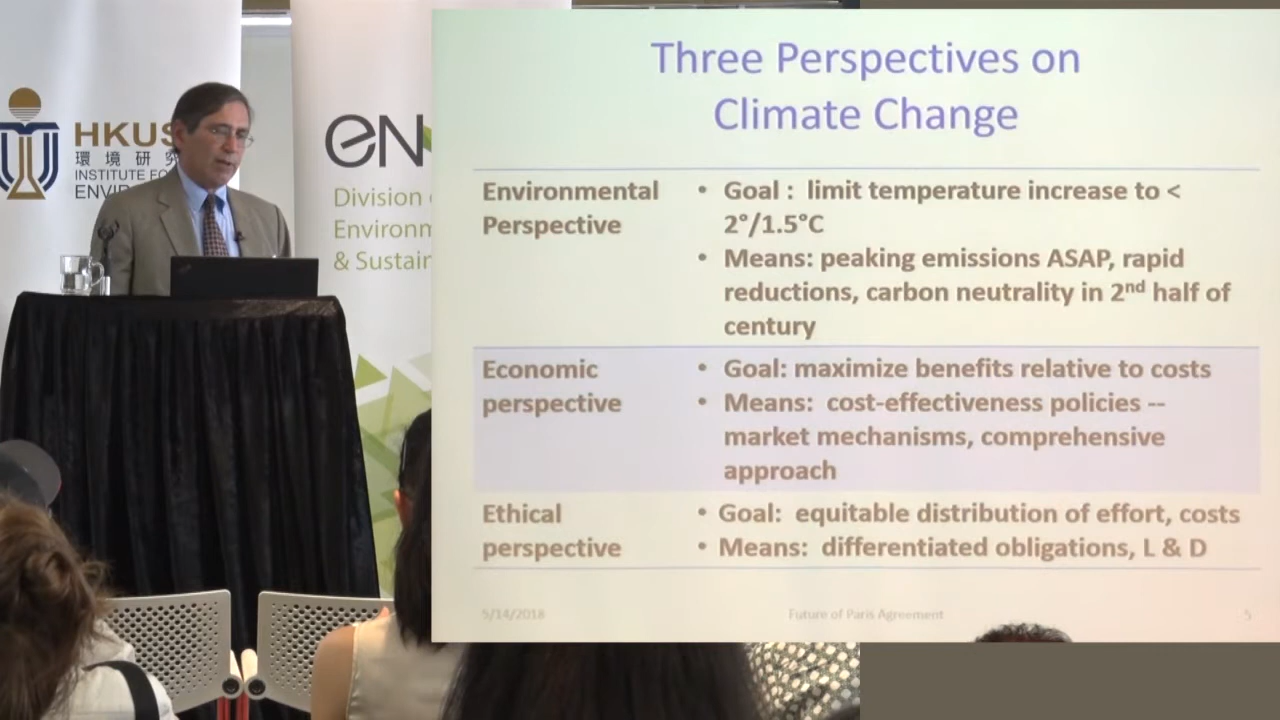 HKUS
環 境 研 究
INSTITUTE FO
ENVIR
en
Division
Environm
& Sustain
Three Perspectives on
Climate Change
Environmental
Perspective
• Goal : limit temperature increase to <
2°/1.5°C
• Means: peaking emissions ASAP, rapid
reductions, carbon neutrality in 2nd half of
century
Economic
perspective
• Goal: maximize benefits relative to costs
• Means: cost-effectiveness policies --
market mechanisms, comprehensive
approach
Ethical
perspective
• Goal: equitable distribution of effort, costs
• Means: differentiated obligations, L & D
5/14/2018
Future of Paris Agreement
5